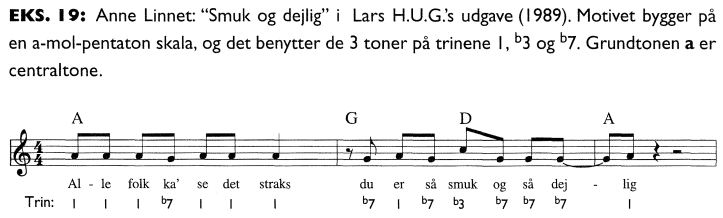 EKS. 19: Anne Linnet: “Smuk og dejlig” i Lars H.U.G.’s udgave (1989). Motivet bygger på
en a-mol-pentaton skala, og det benytter de 3 toner på trinene 1, ᵇ3 og ᵇ7. Grundtonen a er
centraltone.
A G D A
4
4
Al - le folk ka’ se det straks du er så smuk og så dej - lig
Trin: 1 1 1 ᵇ7 1 1 1 ᵇ7 1 ᵇ7 ᵇ3 ᵇ7 ᵇ7 ᵇ7 1